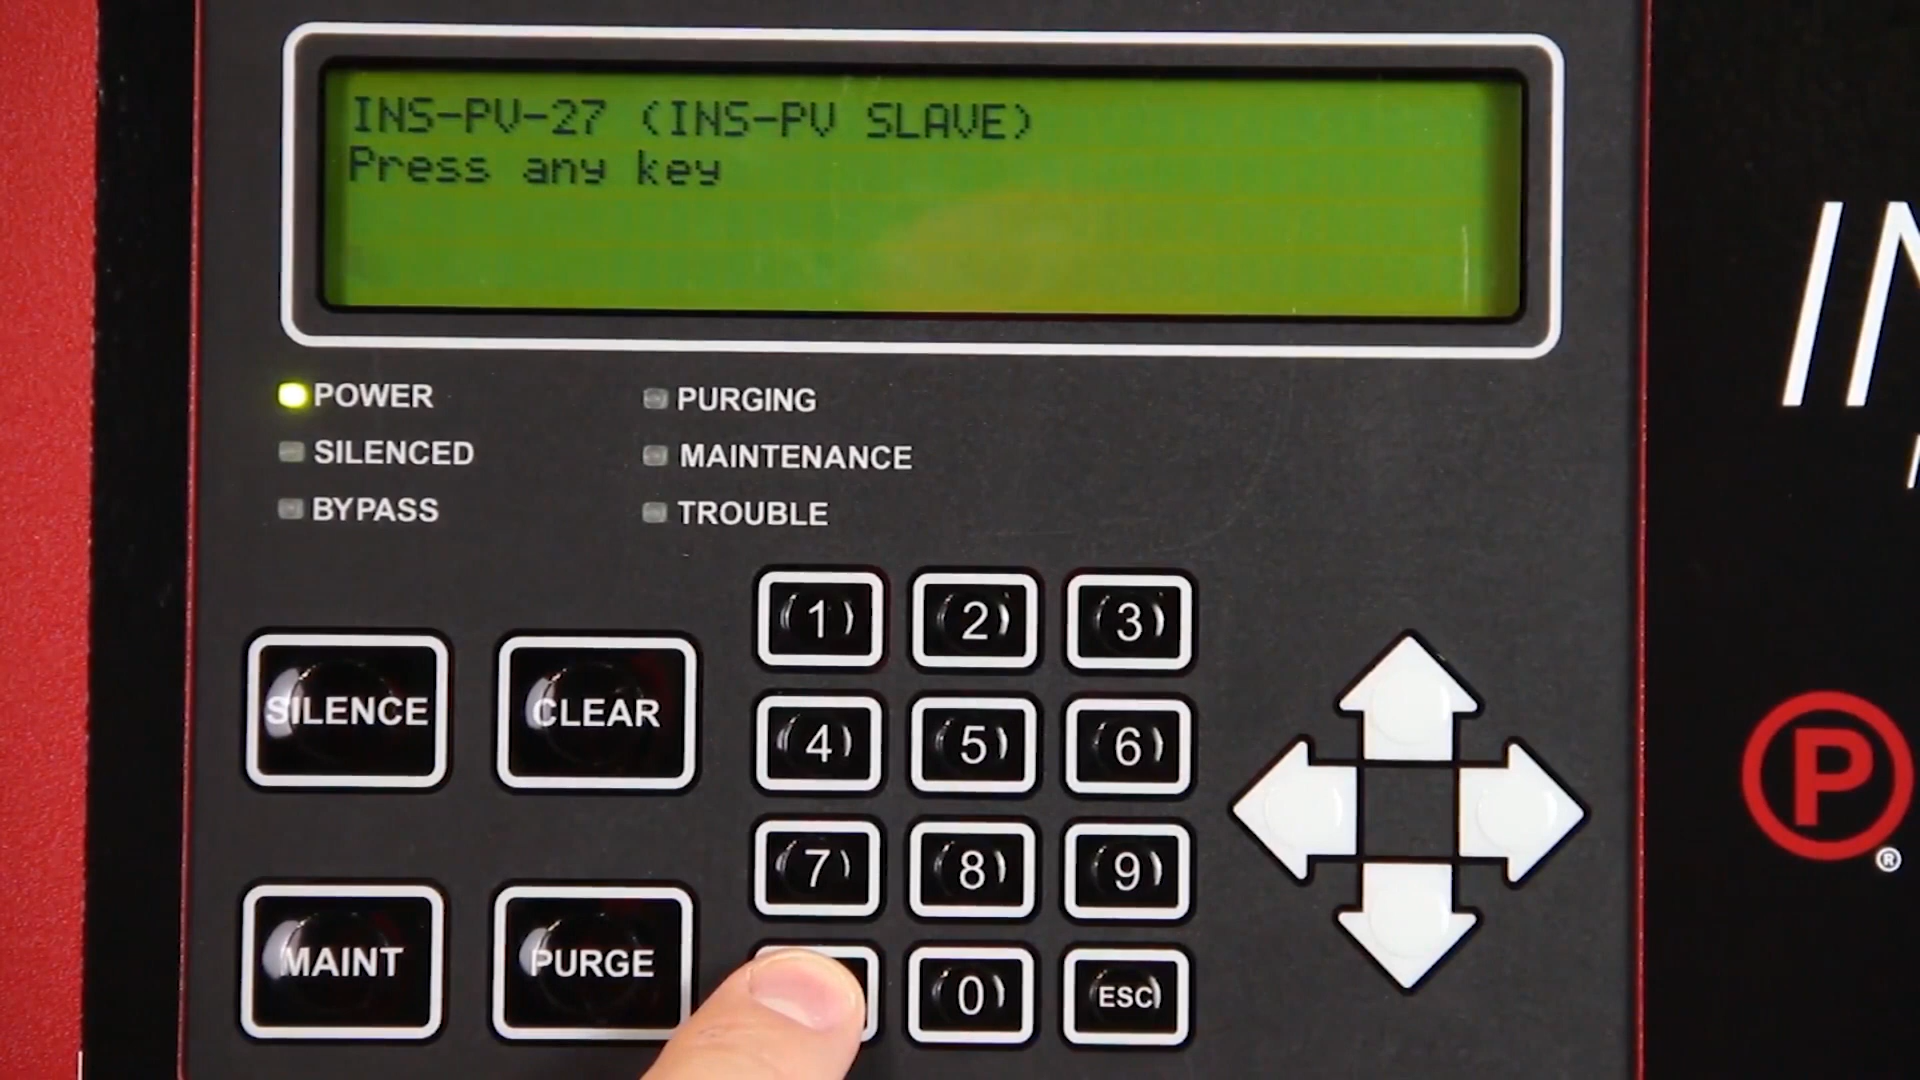 INS-PV-27 (INS-PV SLAVE)
Press any key
POWER
PURGING
SILENCED
MAINTENANCE
BYPASS
TROUBLE
1 2 3
SILENCE CLEAR
4 5 6
7 8 9
MAINT PURGE
0 ESC
P
®